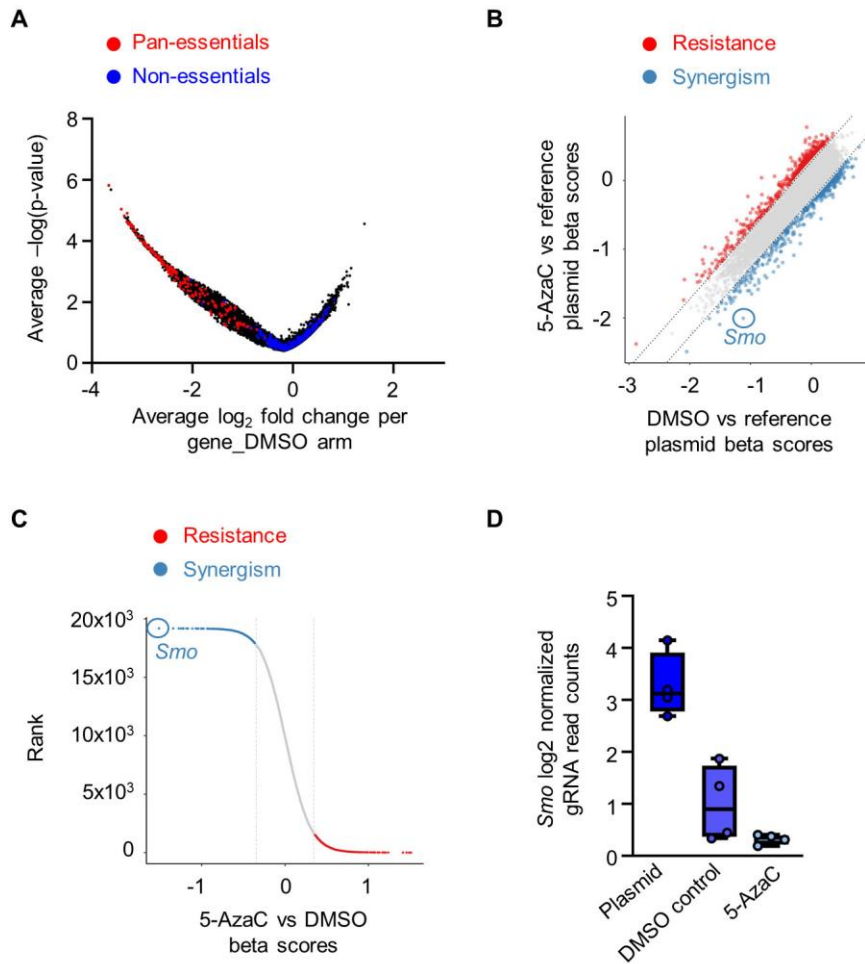 A
Pan-essentials
Non-essentials
8
6
4
2
0
-4
-2
0
2
Average –log(p-value)
Average log2 fold change per
gene_DMSO arm
B
Resistance
Synergism
0
-1
-2
-3
-2
-1
0
5-AzaC vs reference
plasmid beta scores
Smo
DMSO vs reference
plasmid beta scores
C
Resistance
Synergism
20x10³
15x10³
10x10³
5x10³
0
-1
0
1
Rank
Smo
5-AzaC vs DMSO
beta scores
D
5
4
3
2
1
0
Smo log2 normalized
gRNA read counts
Plasmid
DMSO control
5-AzaC